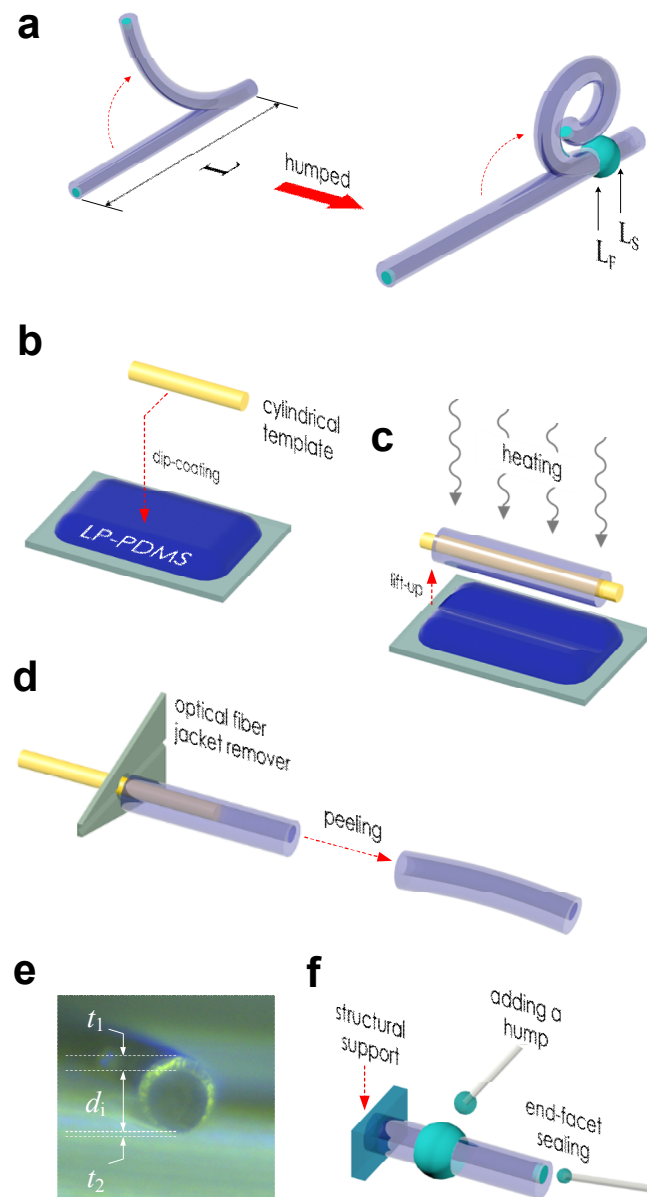 a
L
humped
L_F
L_S
b
cylindrical
template
dip-coating
LP-PDMS
c
heating
lift-up
d
optical fiber
jacket remover
peeling
e
t_1
d_i
t_2
f
structural
support
adding a
hump
end-facet
sealing